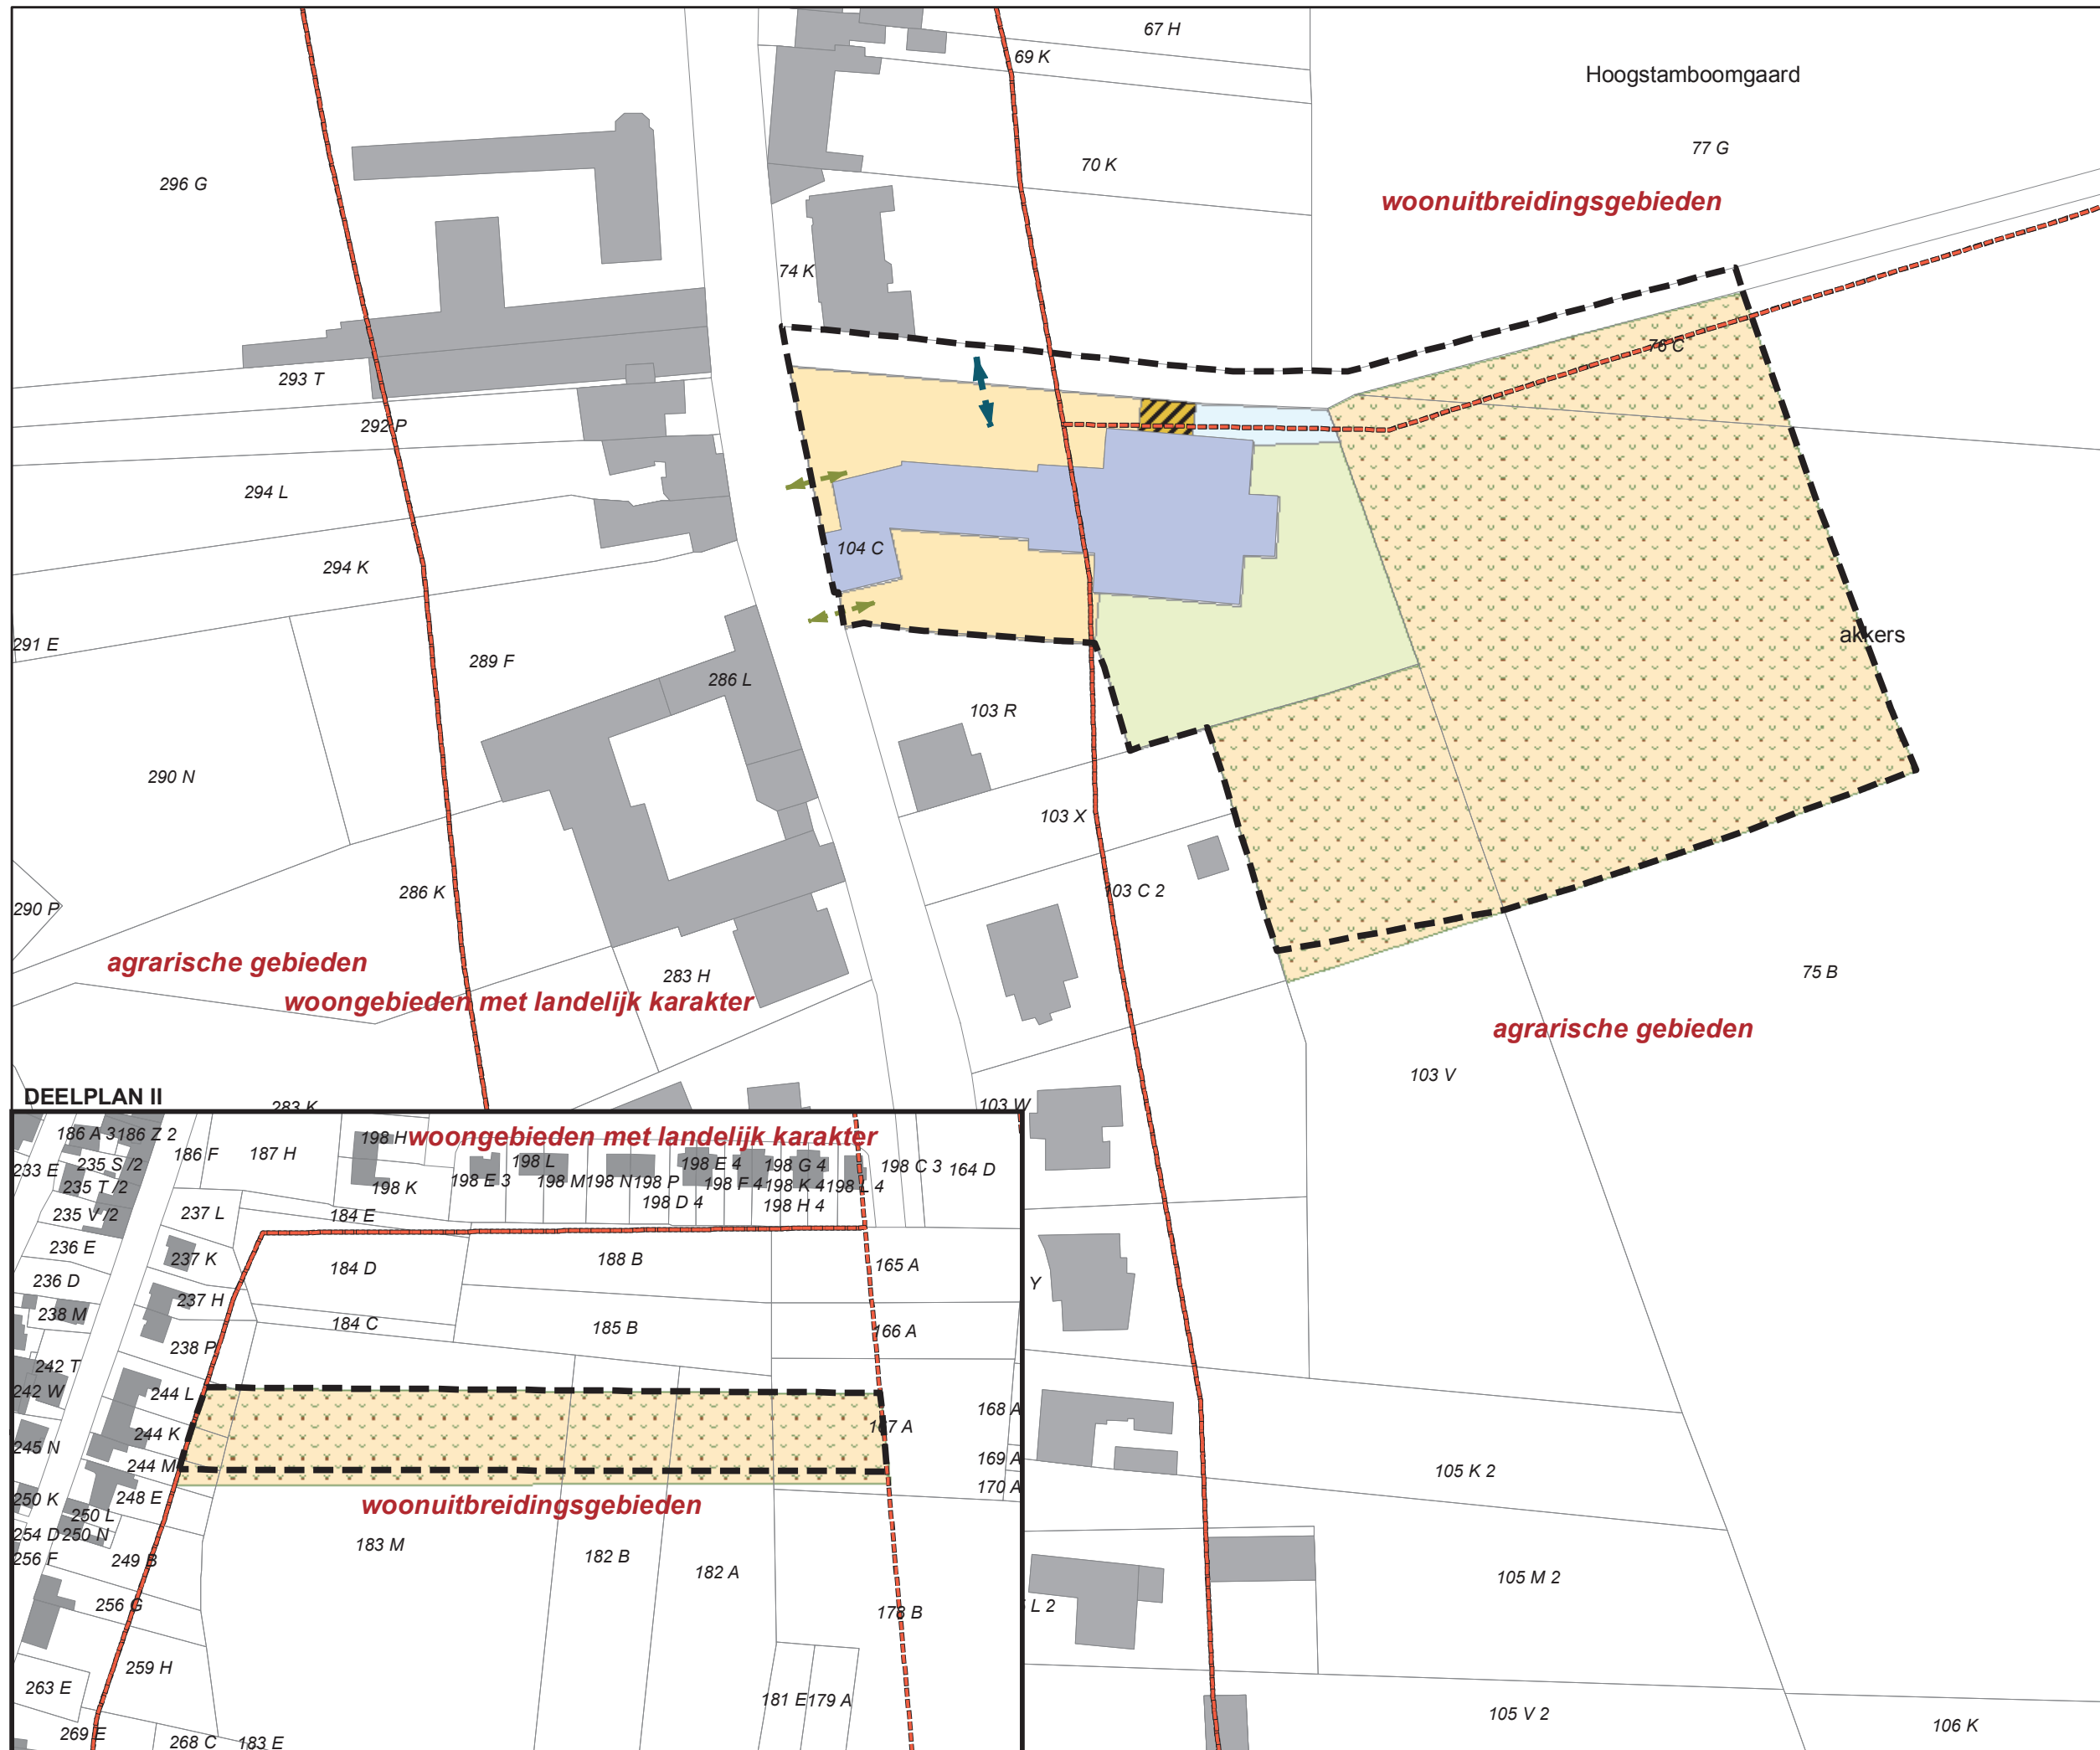 67 H
69 K
Hoogstamboomgaard
77 G
70 K
296 G
woonuitbreidingsgebieden
74 K
76 C
293 T
292 P
294 L
104 C
294 K
akkers
291 E
289 F
286 L
103 R
290 N
103 X
286 K
103 C 2
290 P
agrarische gebieden
75 B
283 H
woongebieden met landelijk karakter
agrarische gebieden
103 V
DEELPLAN II
283 K
103 W
186 A 3
186 Z 2
198 H
woongebieden met landelijk karakter
186 F
187 H
233 E
235 S /2
198 L
198 E 4
198 G 4
198 C 3
164 D
235 T /2
198 K
198 E 3
198 M
198 N
198 P
198 F 4
198 K 4
198 L 4
198 D 4
198 H 4
235 V /2
237 L
184 E
236 E
237 K
184 D
188 B
165 A
236 D
Y
237 H
238 M
184 C
185 B
166 A
238 P
242 T
242 W
244 L
168 A
167 A
244 K
245 N
244 M
169 A
105 K 2
170 A
250 K
248 E
woonuitbreidingsgebieden
250 L
254 D
250 N
256 F
249 B
183 M
182 B
182 A
105 M 2
256 G
178 B
L 2
259 H
263 E
181 E
179 A
105 V 2
106 K
269 E
268 C
183 E